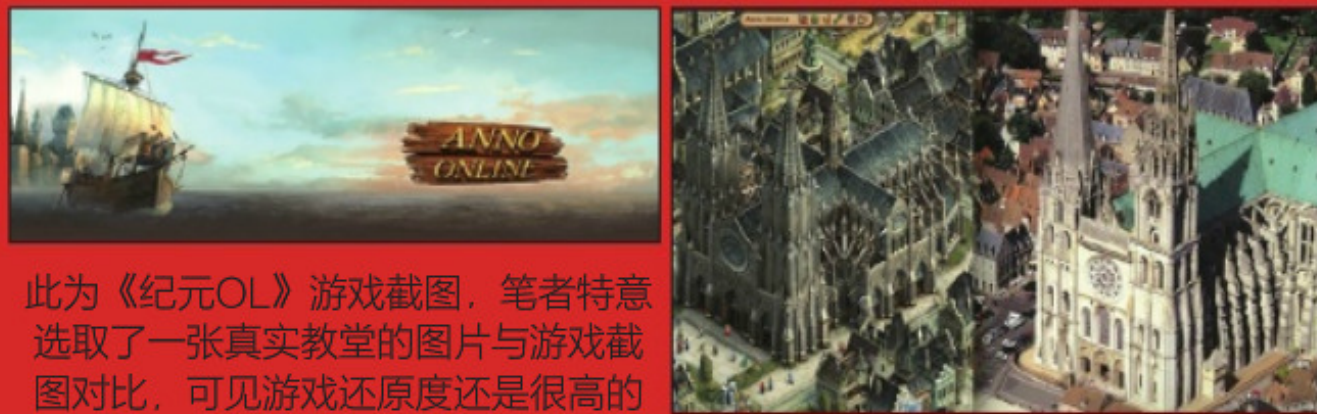 ANNO
ONLINE
此为《纪元OL》游戏截图，笔者特意
选取了一张真实教堂的图片与游戏截
图对比，可见游戏还原度还是很高的